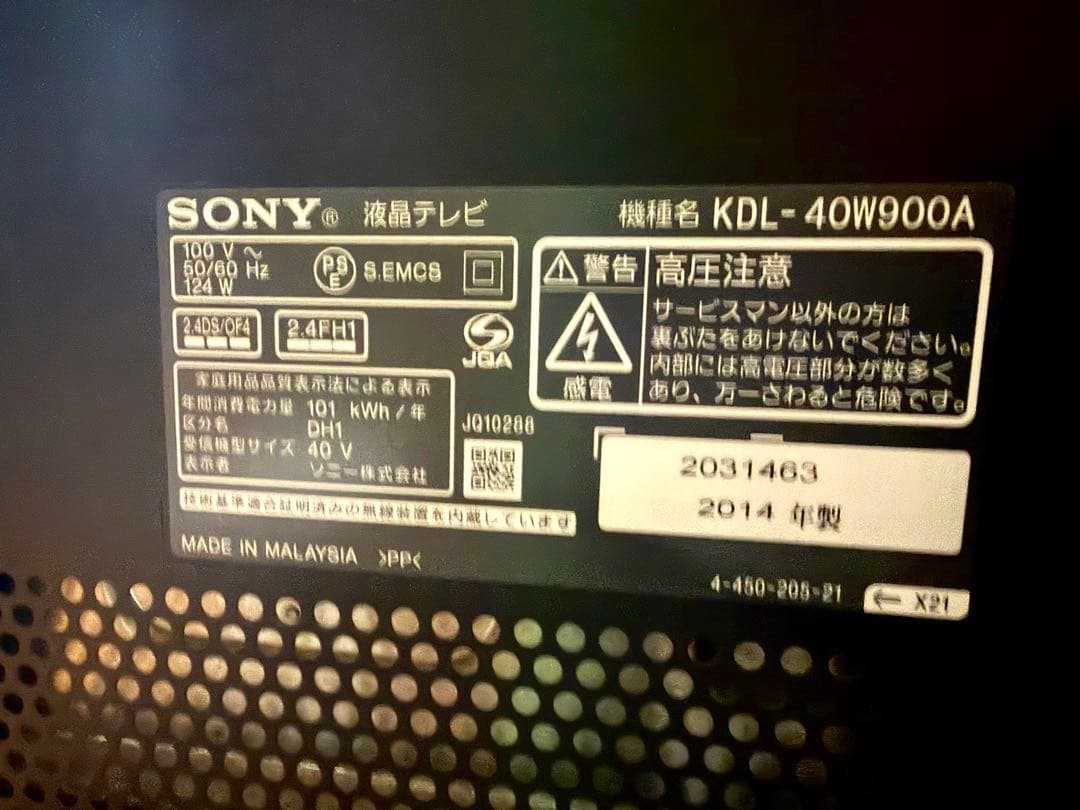 SONY® 液晶テレビ
機種名 KDL-40W900A
100 V ~
50/60 Hz
124 W
PS
E
S.EMCS
2.4DS/OF4
2.4FH1
JQA
家庭用品品質表示法による表示
年間消費電力量 101 kWh/年
区分名 DH1
受信機型サイズ 40 V
表示者 ソニー株式会社
JQ10288
技術基準適合証明済みの無線装置を内蔵しています
MADE IN MALAYSIA >PP<
警告
感電
高圧注意
サービスマン以外の方は
裏ぶたをあけないでください。
内部には高電圧部分が数多く
あり、万一さわると危険です。
2031463
2014 年製
4-450-205-21
← X21